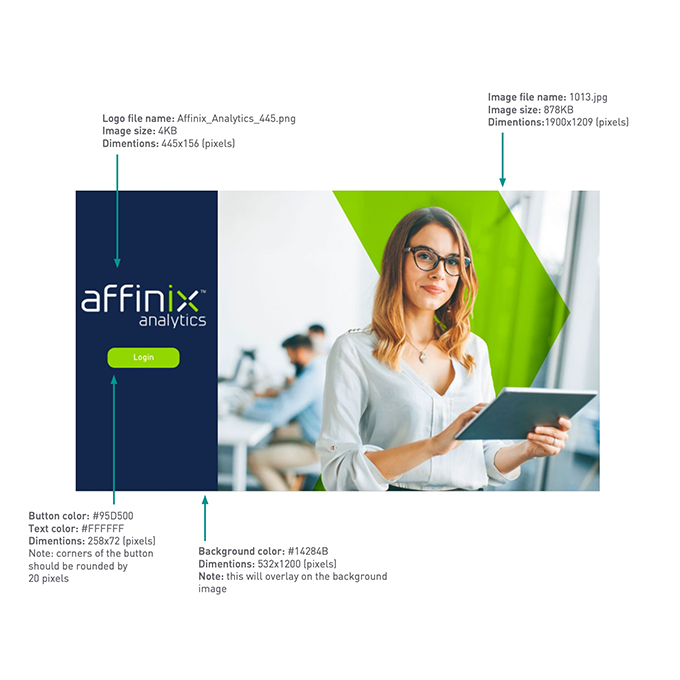 Image file name: 1013.jpg
Image size: 878KB
Dimentions:1900x1209 (pixels)
Logo file name: Affinix_Analytics_445.png
Image size: 4KB
Dimentions: 445x156 (pixels)
affinix™
analytics
Login
Button color: #95D500
Text color: #FFFFFF
Dimentions: 258x72 (pixels)
Note: corners of the button
should be rounded by
20 pixels
Background color: #14284B
Dimentions: 532x1200 (pixels)
Note: this will overlay on the background
image